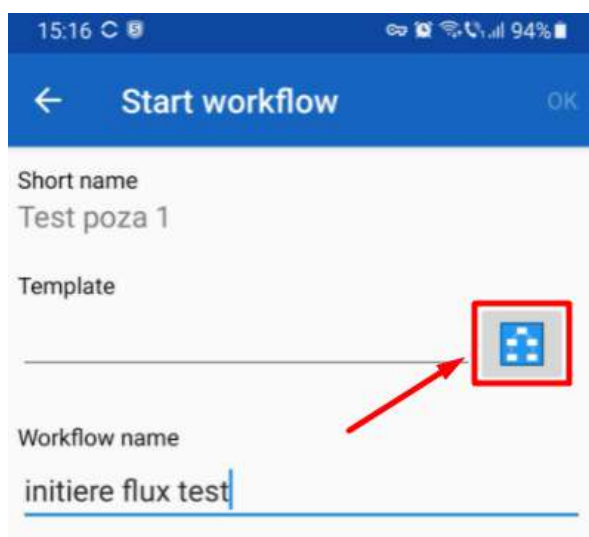 15:16 C S 94%
Start workflow OK
Short name
Test poza 1
Template
Workflow name
initiere flux test